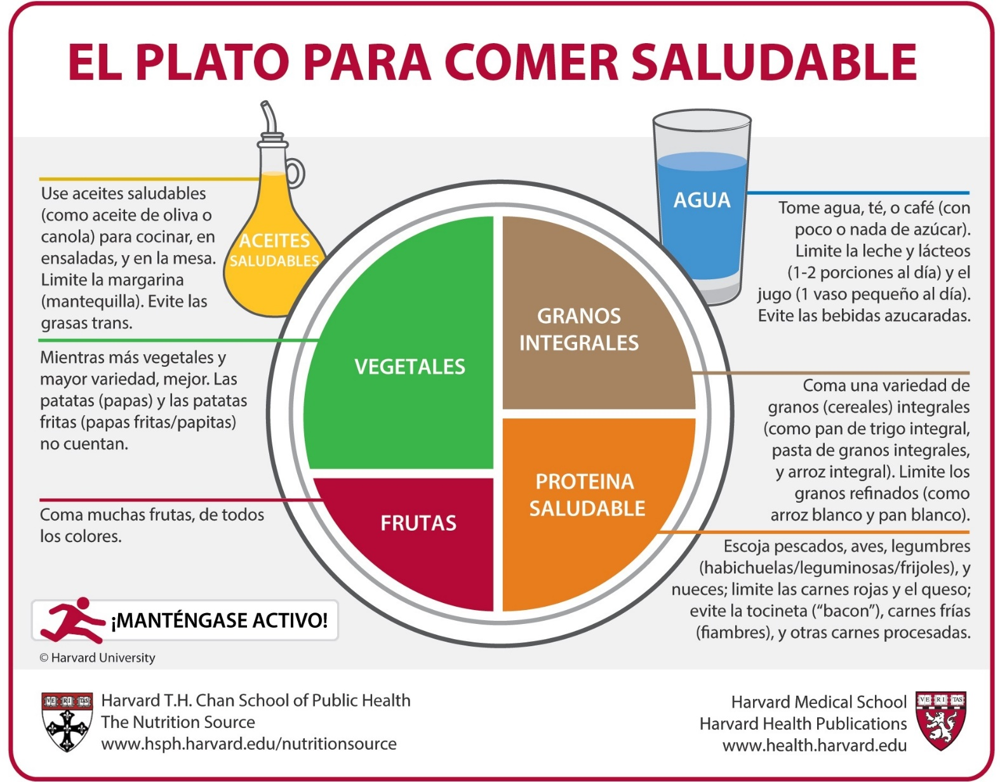 EL PLATO PARA COMER SALUDABLE
ACEITES
SALUDABLES
Use aceites saludables
(como aceite de oliva o
canola) para cocinar, en
ensaladas, y en la mesa.
Limite la margarina
(mantequilla). Evite las
grasas trans.
Mientras más vegetales y
mayor variedad, mejor. Las
patatas (papas) y las patatas
fritas (papas fritas/papitas)
no cuentan.
Coma muchas frutas, de todos
los colores.
VEGETALES
FRUTAS
GRANOS
INTEGRALES
PROTEINA
SALUDABLE
AGUA
Tome agua, té, o café (con
poco o nada de azúcar).
Limite la leche y lácteos
(1-2 porciones al día) y el
jugo (1 vaso pequeño al día).
Evite las bebidas azucaradas.
Coma una variedad de
granos (cereales) integrales
(como pan de trigo integral,
pasta de granos integrales,
y arroz integral). Limite los
granos refinados (como
arroz blanco y pan blanco).
Escoja pescados, aves, legumbres
(habichuelas/leguminosas/frijoles), y
nueces; limite las carnes rojas y el queso;
evite la tocineta (“bacon”), carnes frías
(fiambres), y otras carnes procesadas.
¡MANTÉNGASE ACTIVO!
© Harvard University
VE RI TAS
Harvard T.H. Chan School of Public Health
The Nutrition Source
www.hsph.harvard.edu/nutritionsource
Harvard Medical School
Harvard Health Publications
www.health.harvard.edu
VE RI TAS